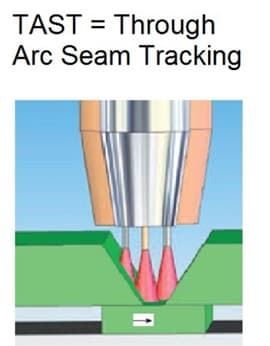 TAST = Through
Arc Seam Tracking